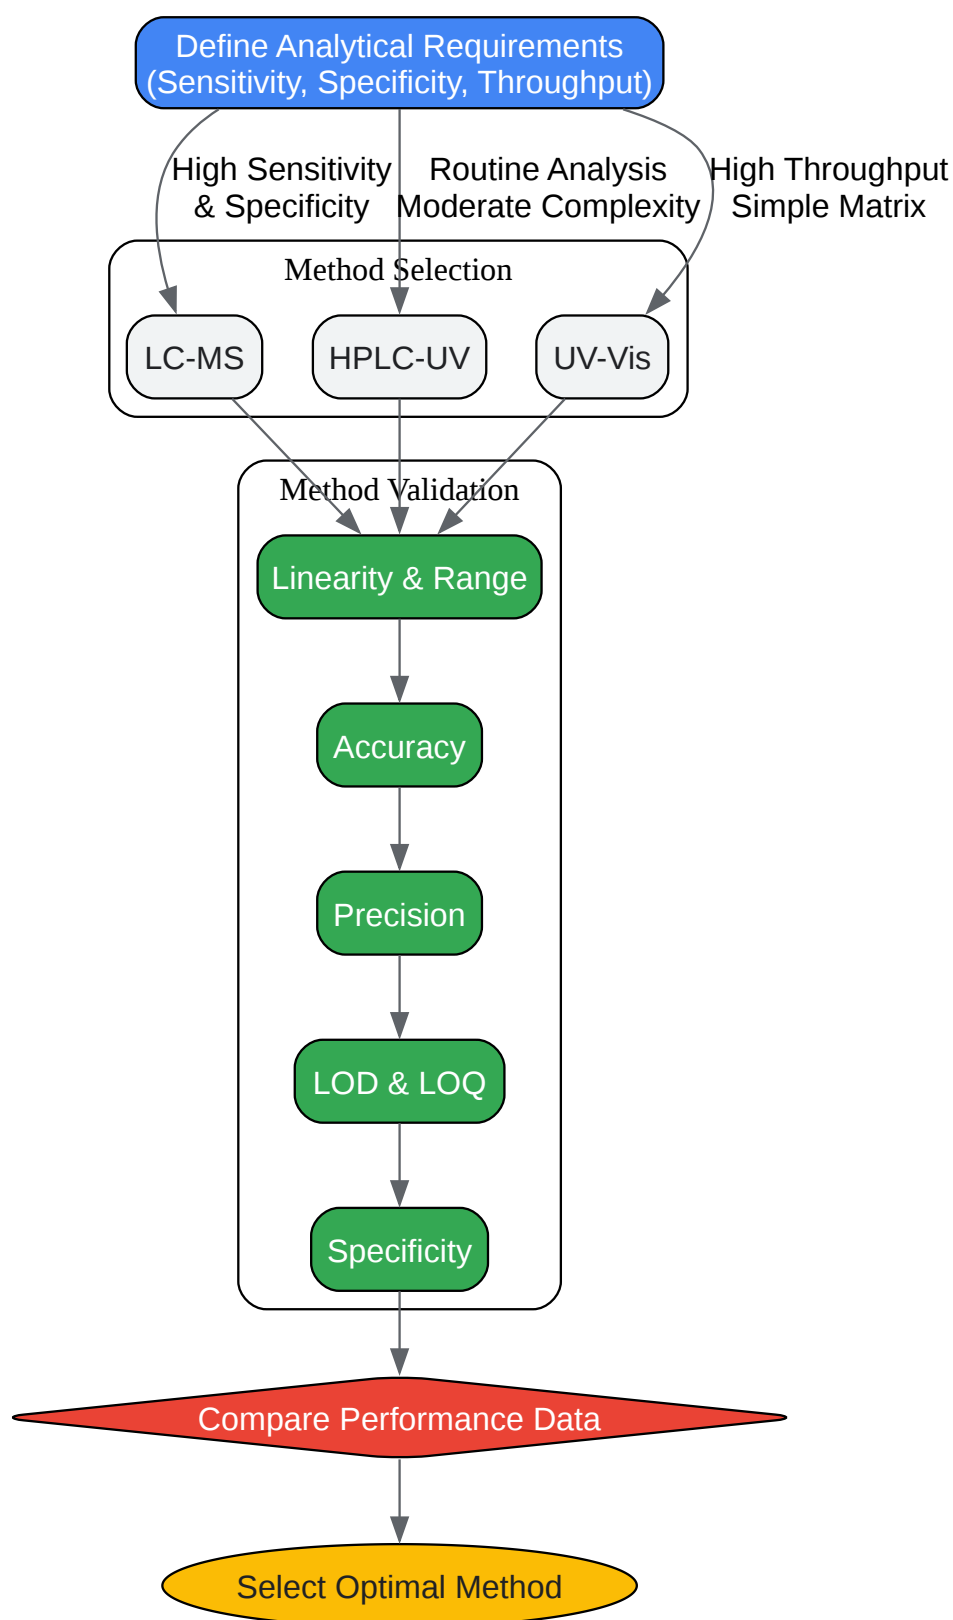 Define Analytical Requirements
(Sensitivity, Specificity, Throughput)
High Sensitivity
& Specificity
Routine Analysis
Moderate Complexity
High Throughput
Simple Matrix
Method Selection
LC-MS
HPLC-UV
UV-Vis
Method Validation
Linearity & Range
Accuracy
Precision
LOD & LOQ
Specificity
Compare Performance Data
Select Optimal Method